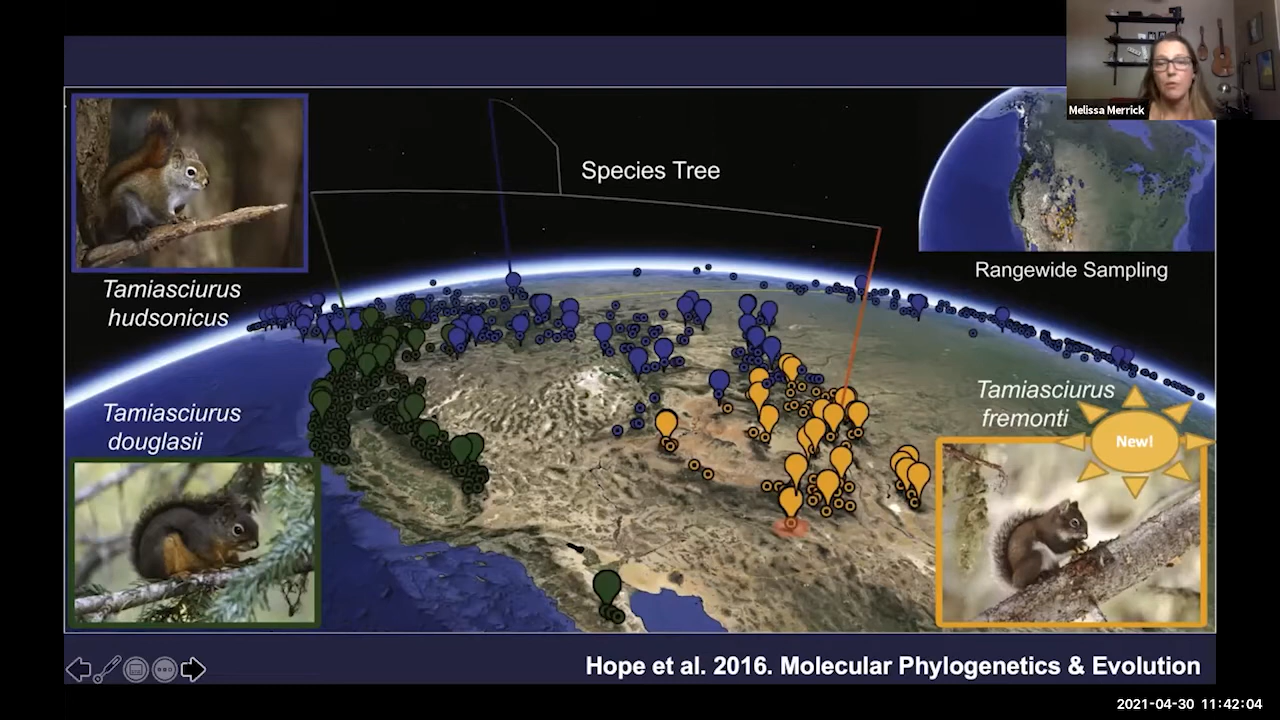 Melissa Merrick
Species Tree
Rangewide Sampling
Tamiasciurus
hudsonicus
Tamiasciurus
douglasii
Tamiasciurus
fremonti
New!
Hope et al. 2016. Molecular Phylogenetics & Evolution
2021-04-30 11:42:04